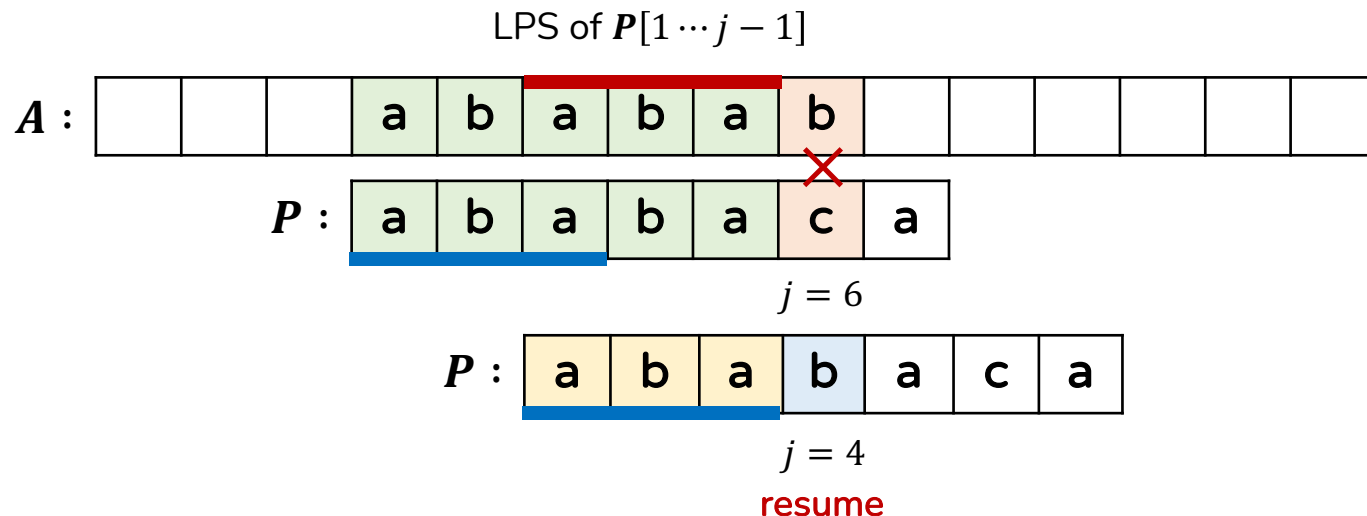 LPS of P[1 ⋯ j − 1]
A : a b a b a b
P : a b a b a c a
j = 6
P : a b a b a c a
j = 4
resume